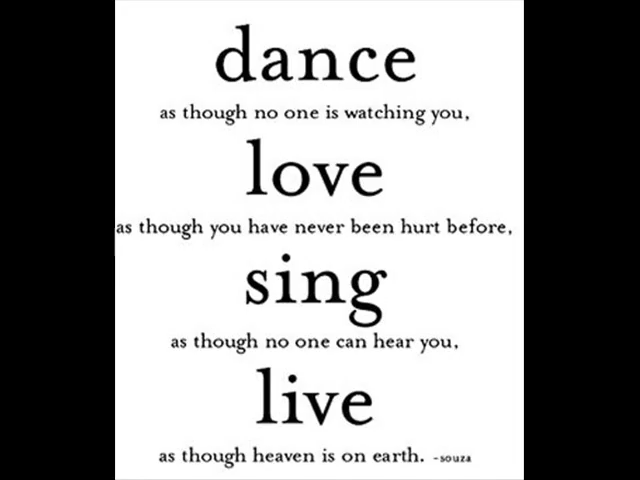 dance
as though no one is watching you,
love
as though you have never been hurt before,
sing
as though no one can hear you,
live
as though heaven is on earth. -souza